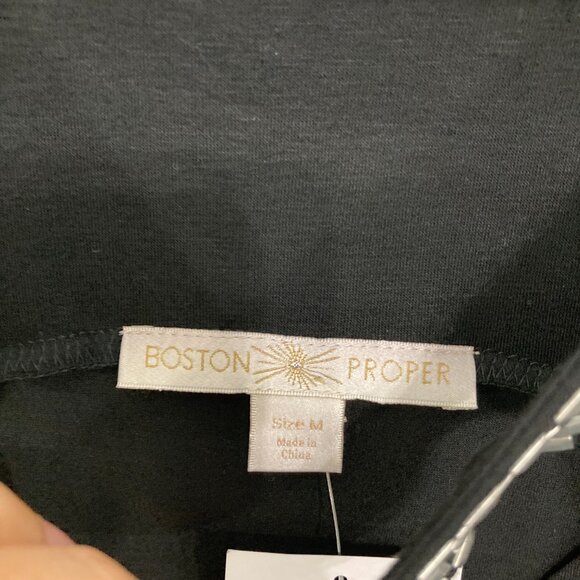 BOSTON PROPER
Size M
Made in
China